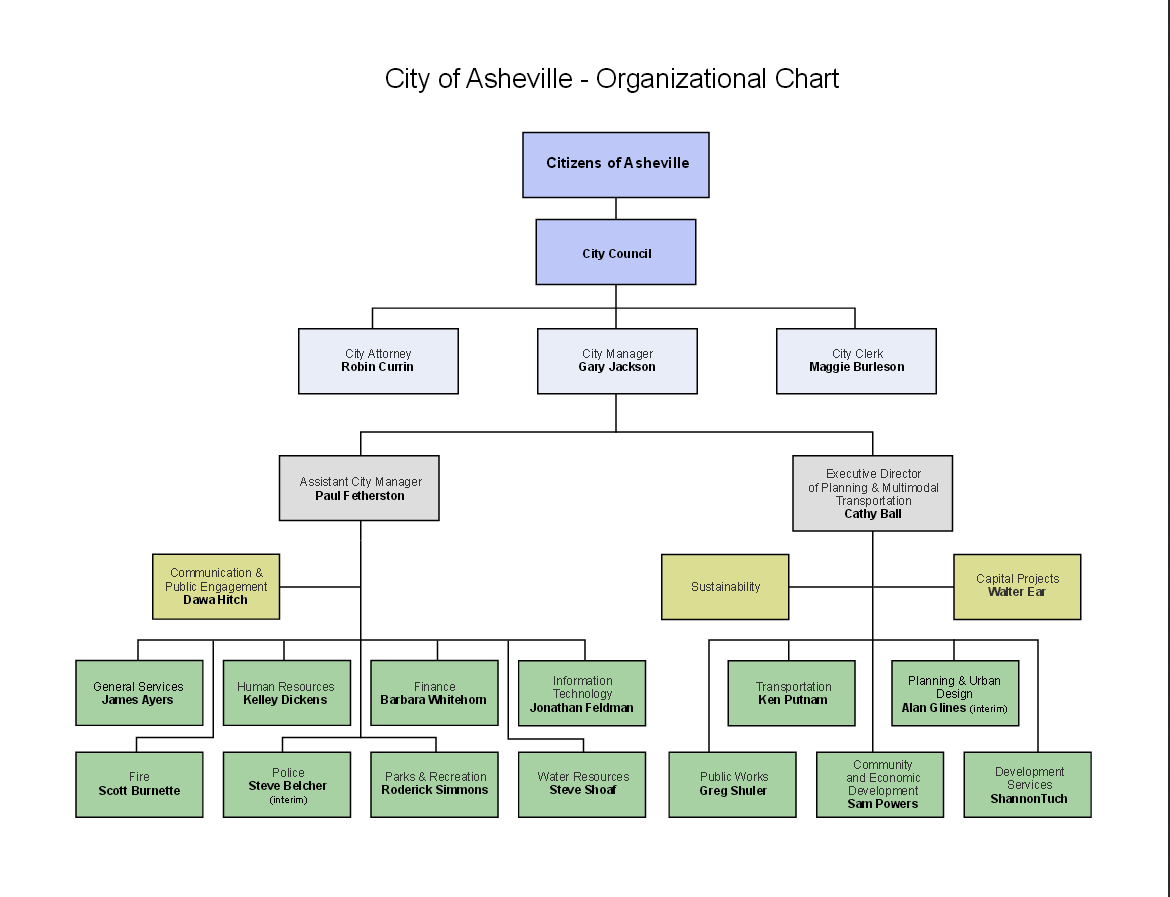 City of Asheville - Organizational Chart
Citizens of Asheville
City Council
City Attorney
Robin Currin
City Manager
Gary Jackson
City Clerk
Maggie Burleson
Assistant City Manager
Paul Fetherston
Executive Director
of Planning & Multimodal
Transportation
Cathy Ball
Communication &
Public Engagement
Dawa Hitch
Sustainability
Capital Projects
Walter Ear
General Services
James Ayers
Human Resources
Kelley Dickens
Finance
Barbara Whitehorn
Information
Technology
Jonathan Feldman
Transportation
Ken Putnam
Planning & Urban
Design
Alan Glines (interim)
Fire
Scott Burnette
Police
Steve Belcher
(interim)
Parks & Recreation
Roderick Simmons
Water Resources
Steve Shoaf
Public Works
Greg Shuler
Community
and Economic
Development
Sam Powers
Development
Services
ShannonTuch